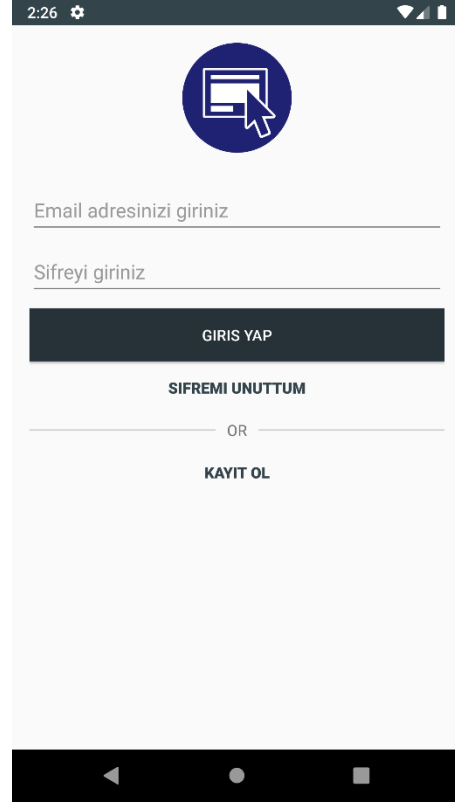 2:26
Email adresinizi giriniz
Sifreyi giriniz
GIRIS YAP
SIFREMI UNUTTUM
OR
KAYIT OL